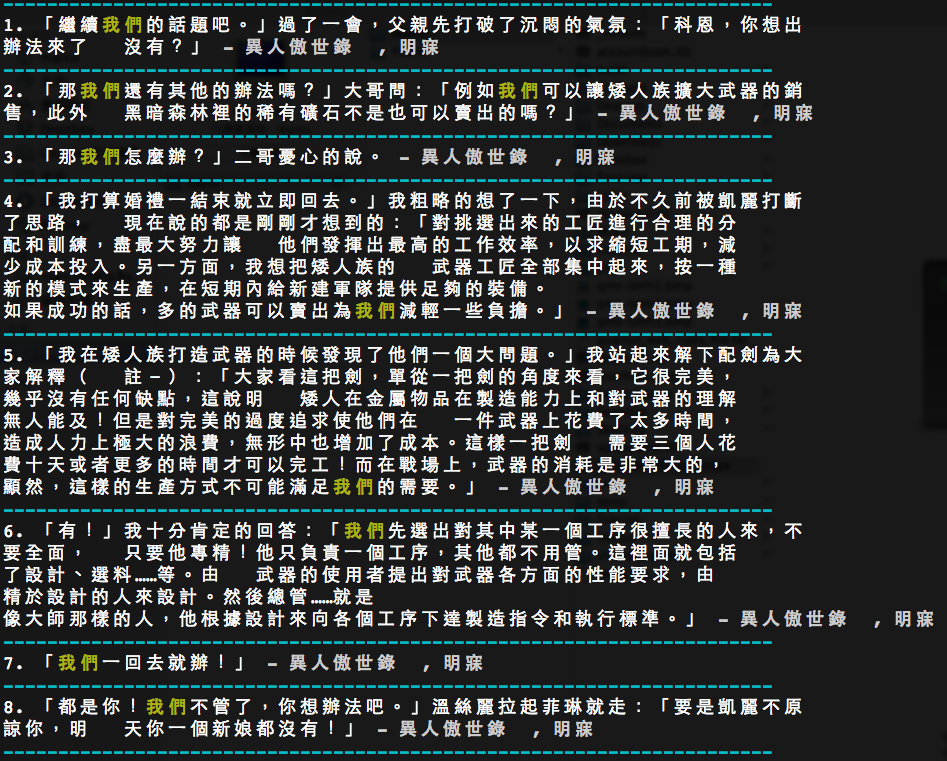 1. 「繼續我們的話題吧。」過了一會，父親先打破了沉悶的氣氛：「科恩，你想出
辦法來了　沒有？」 – 異人傲世錄　, 明寐
2. 「那我們還有其他的辦法嗎？」大哥問：「例如我們可以讓矮人族擴大武器的銷
售，此外　黑暗森林裡的稀有礦石不是也可以賣出的嗎？」 – 異人傲世錄　, 明寐
3. 「那我們怎麼辦？」二哥憂心的說。 – 異人傲世錄　, 明寐
4. 「我打算婚禮一結束就立即回去。」我粗略的想了一下，由於不久前被凱麗打斷
了思路，　現在說的都是剛剛才想到的：「對挑選出來的工匠進行合理的分
配和訓練，盡最大努力讓　他們發揮出最高的工作效率，以求縮短工期，減
少成本投入。另一方面，我想把矮人族的　武器工匠全部集中起來，按一種
新的模式來生產，在短期內給新建軍隊提供足夠的裝備。
如果成功的話，多的武器可以賣出為我們減輕一些負擔。」 – 異人傲世錄　, 明寐
5. 「我在矮人族打造武器的時候發現了他們一個大問題。」我站起來解下配劍為大
家解釋（　註－）：「大家看這把劍，單從一把劍的角度來看，它很完美，
幾乎沒有任何缺點，這說明　矮人在金屬物品在製造能力上和對武器的理解
無人能及！但是對完美的過度追求使他們在　一件武器上花費了太多時間，
造成人力上極大的浪費，無形中也增加了成本。這樣一把劍　需要三個人花
費十天或者更多的時間才可以完工！而在戰場上，武器的消耗是非常大的，
顯然，這樣的生產方式不可能滿足我們的需要。」 – 異人傲世錄　, 明寐
6. 「有！」我十分肯定的回答：「我們先選出對其中某一個工序很擅長的人來，不
要全面，　只要他專精！他只負責一個工序，其他都不用管。這裡面就包括
了設計、選料……等。由　武器的使用者提出對武器各方面的性能要求，由
精於設計的人來設計。然後總管……就是
像大師那樣的人，他根據設計來向各個工序下達製造指令和執行標準。」 – 異人傲世錄　, 明寐
7. 「我們一回去就辦！」 – 異人傲世錄　, 明寐
8. 「都是你！我們不管了，你想辦法吧。」溫絲麗拉起菲琳就走：「要是凱麗不原
諒你，明　天你一個新娘都沒有！」 – 異人傲世錄　, 明寐